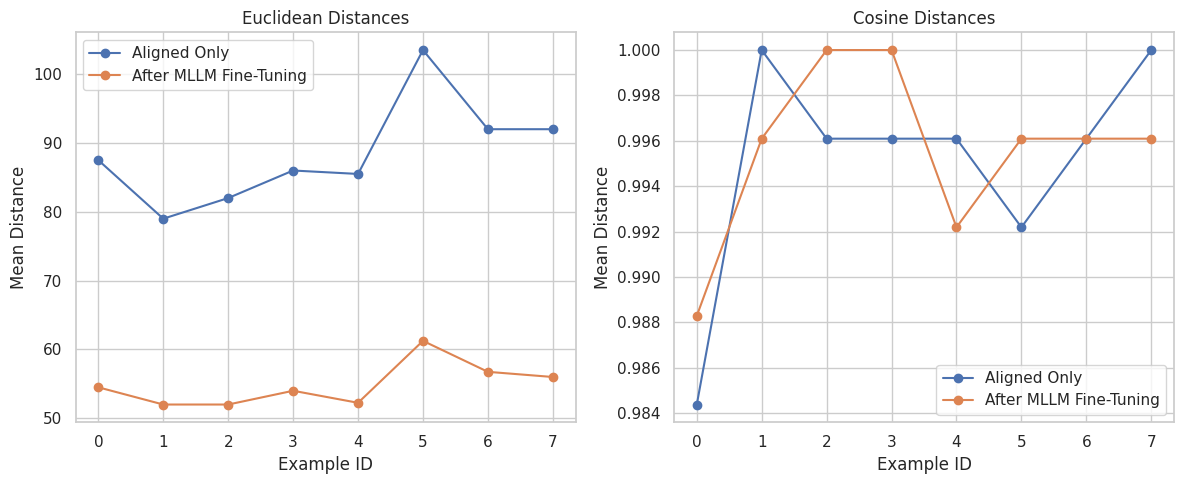 Euclidean Distances
Aligned Only
After MLLM Fine-Tuning
Mean Distance
100
90
80
70
60
50
0 1 2 3 4 5 6 7
Example ID
Cosine Distances
Mean Distance
1.000
0.998
0.996
0.994
0.992
0.990
0.988
0.986
0.984
Aligned Only
After MLLM Fine-Tuning
0 1 2 3 4 5 6 7
Example ID